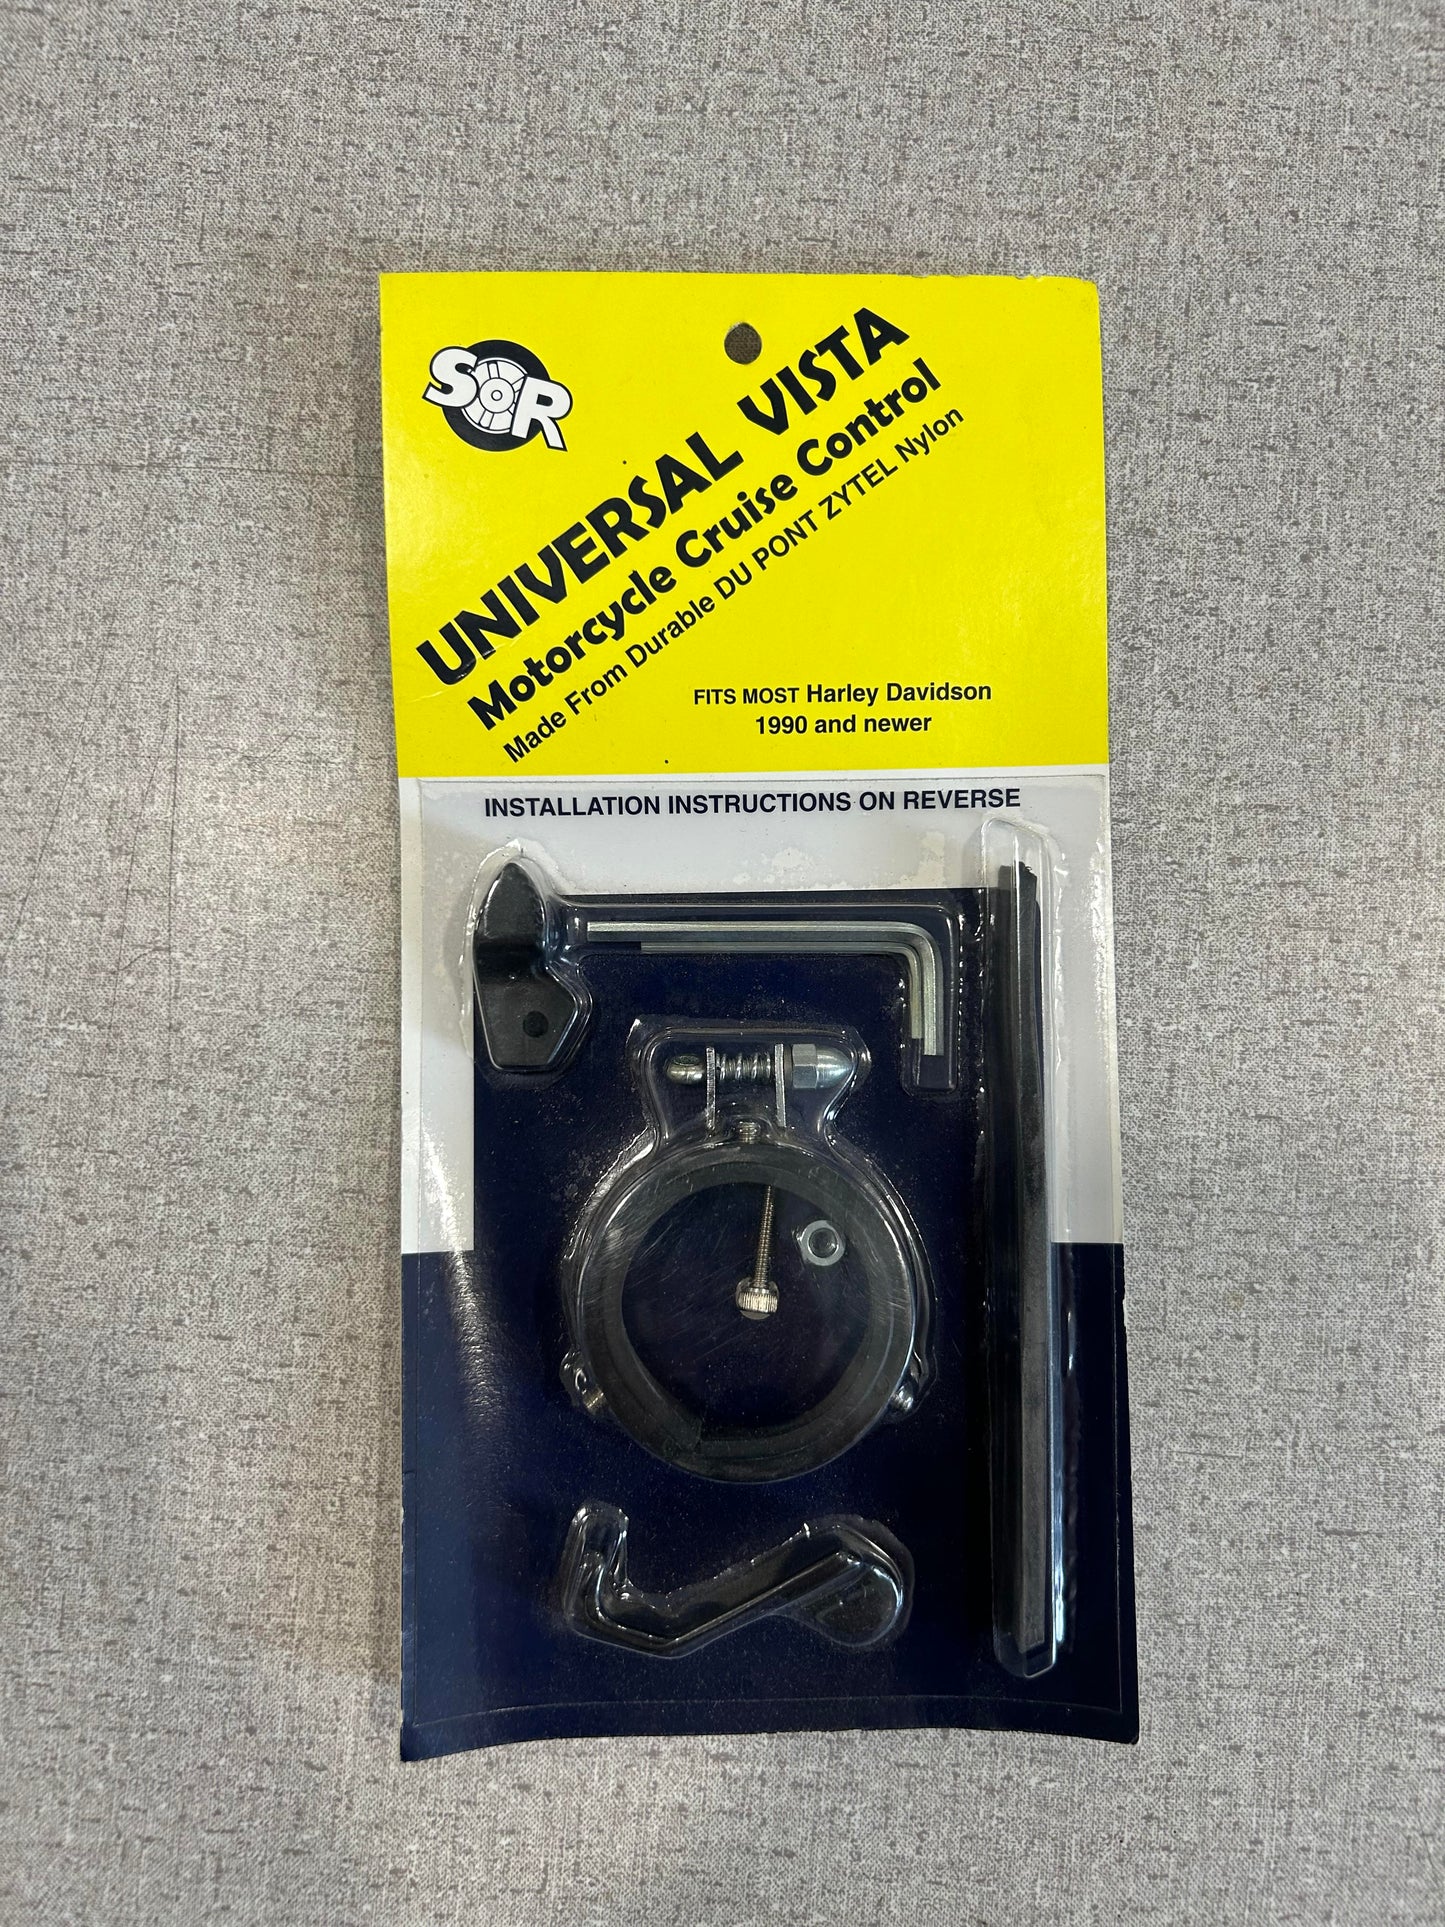 SOR
UNIVERSAL VISTA
Motorcycle Cruise Control
Made From Durable DU PONT ZYTEL Nylon
FITS MOST Harley Davidson
1990 and newer
INSTALLATION INSTRUCTIONS ON REVERSE